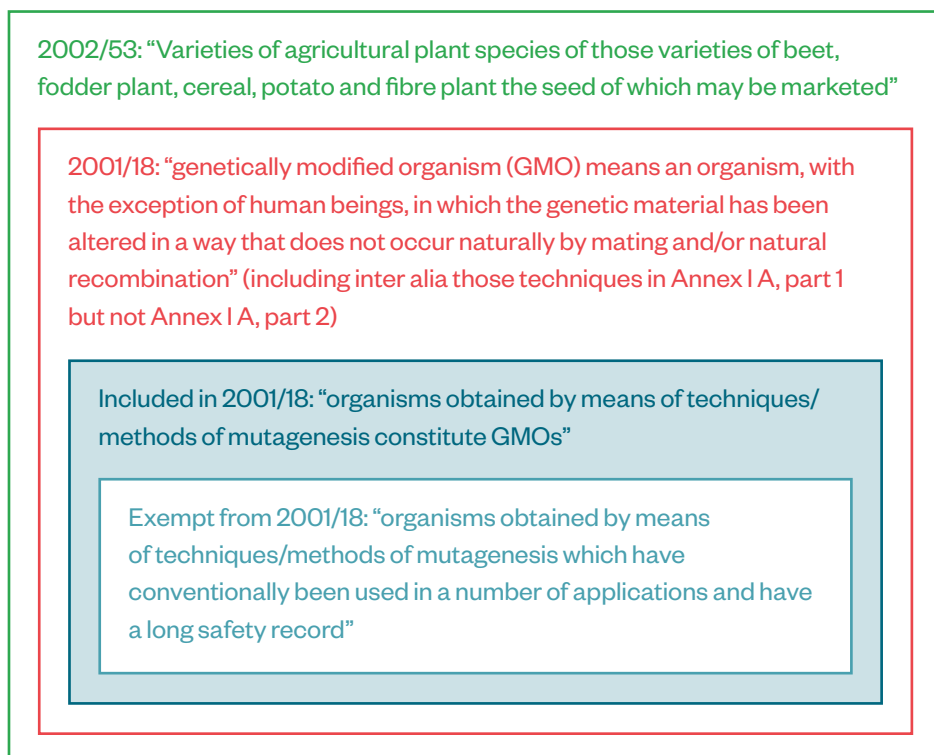 2002/53: “Varieties of agricultural plant species of those varieties of beet,
fodder plant, cereal, potato and fibre plant the seed of which may be marketed”
2001/18: “genetically modified organism (GMO) means an organism, with
the exception of human beings, in which the genetic material has been
altered in a way that does not occur naturally by mating and/or natural
recombination” (including inter alia those techniques in Annex I A, part 1
but not Annex I A, part 2)
Included in 2001/18: “organisms obtained by means of techniques/
methods of mutagenesis constitute GMOs”
Exempt from 2001/18: “organisms obtained by means
of techniques/methods of mutagenesis which have
conventionally been used in a number of applications and have
a long safety record”